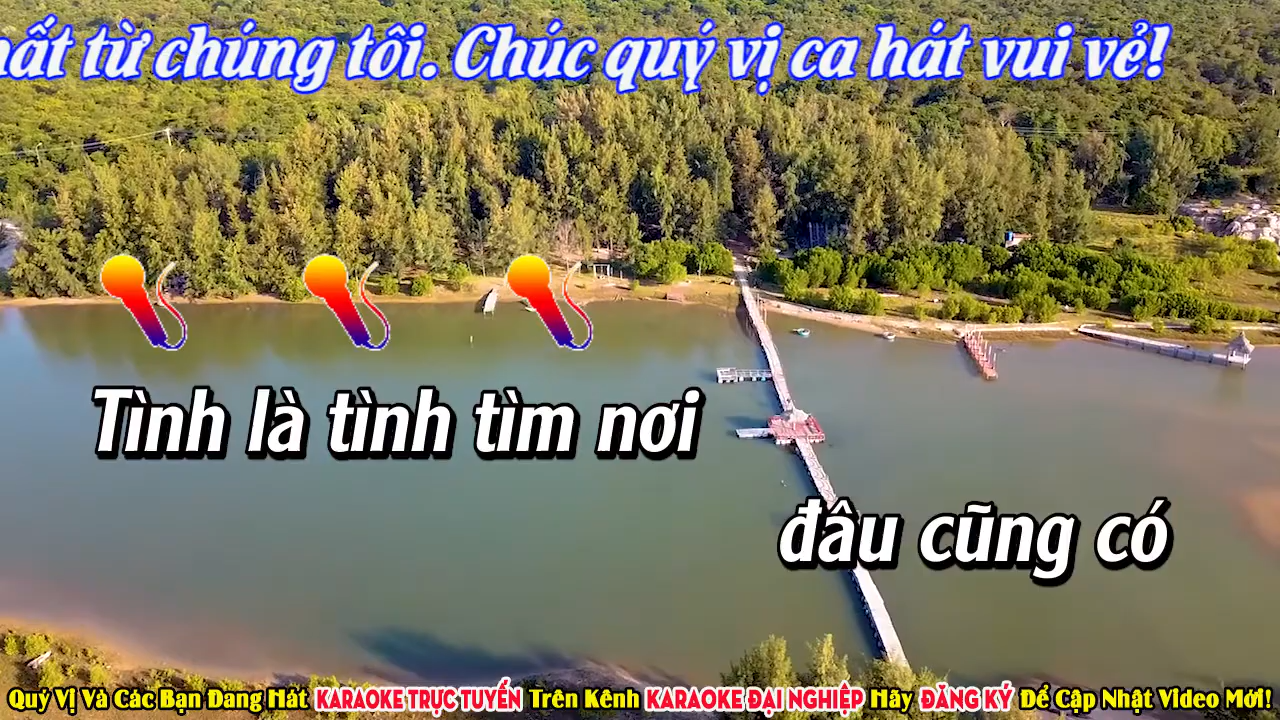 từ chúng tôi. Chúc quý vị ca hát vui vẻ!
Tình là tình tìm nơi
đâu cũng có
Quý Vị Và Các Bạn Đang Hát KARAOKE TRỰC TUYẾN Trên Kênh KARAOKE ĐẠI NGHIỆP Hãy ĐĂNG KÝ Để Cập Nhật Video Mới!